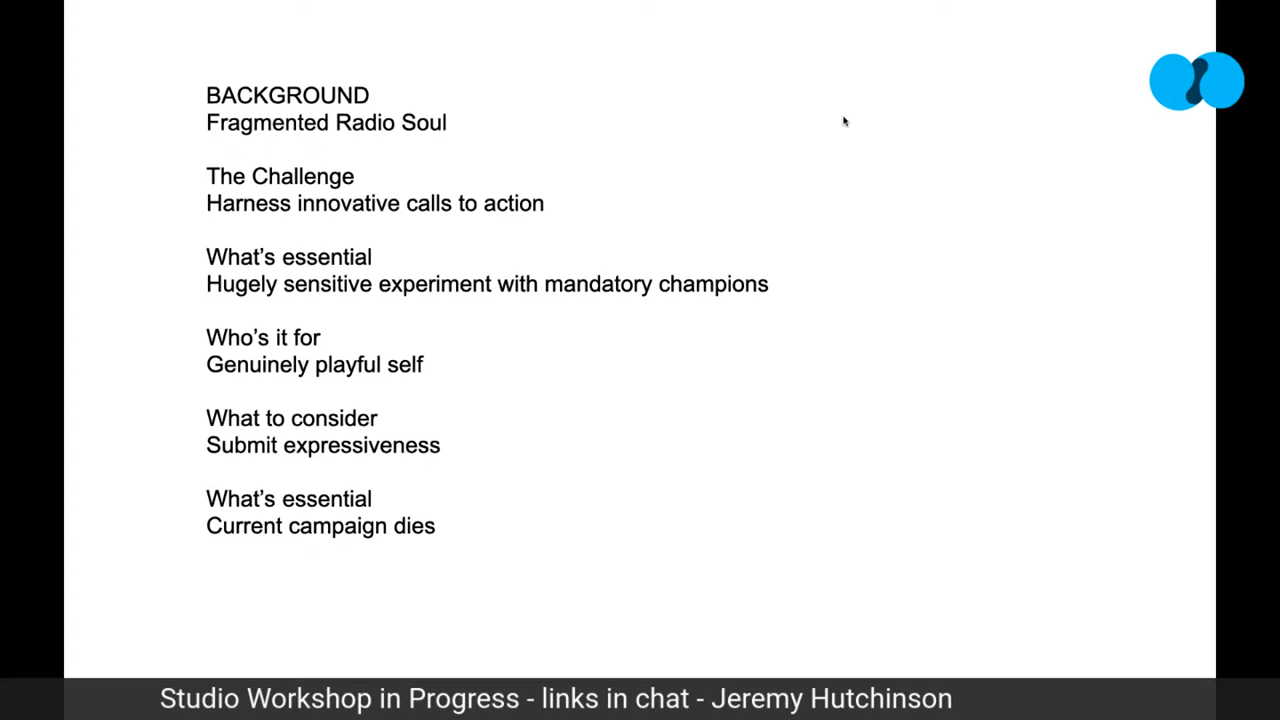 BACKGROUND
Fragmented Radio Soul
The Challenge
Harness innovative calls to action
What’s essential
Hugely sensitive experiment with mandatory champions
Who’s it for
Genuinely playful self
What to consider
Submit expressiveness
What’s essential
Current campaign dies
Studio Workshop in Progress - links in chat - Jeremy Hutchinson